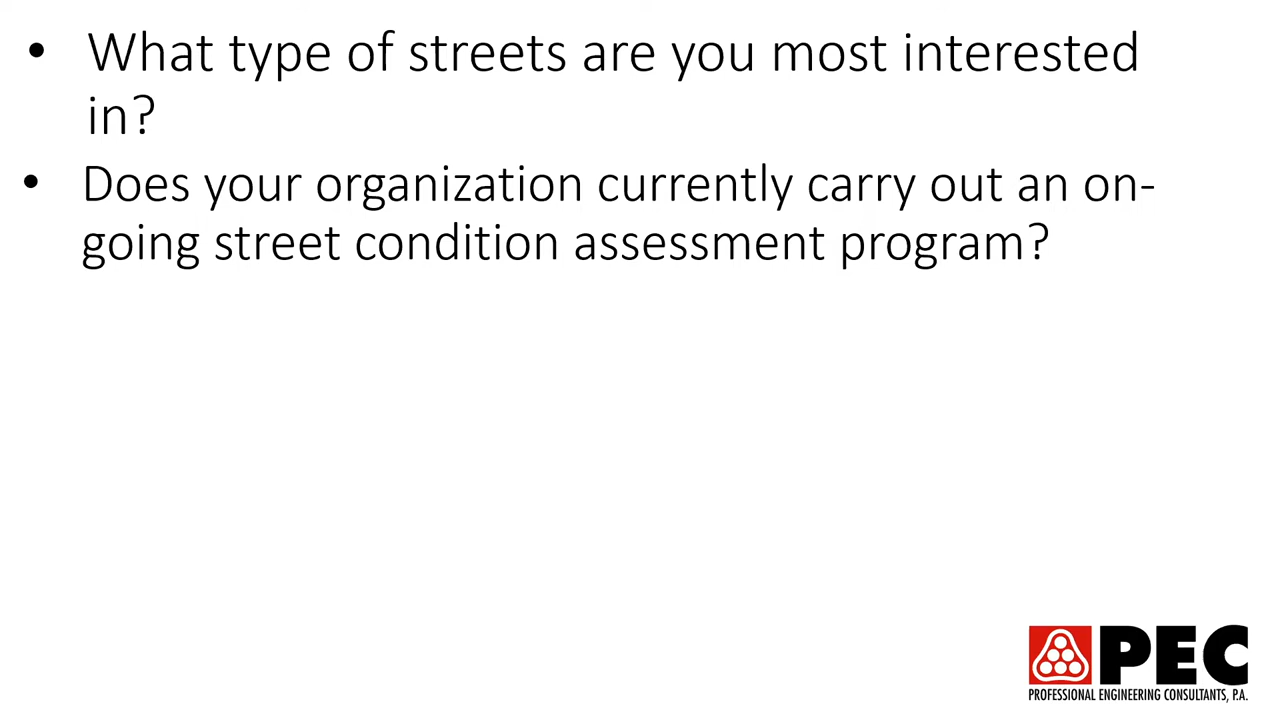 • What type of streets are you most interested
in?
• Does your organization currently carry out an on-
going street condition assessment program?
PEC
PROFESSIONAL ENGINEERING CONSULTANTS, P.A.